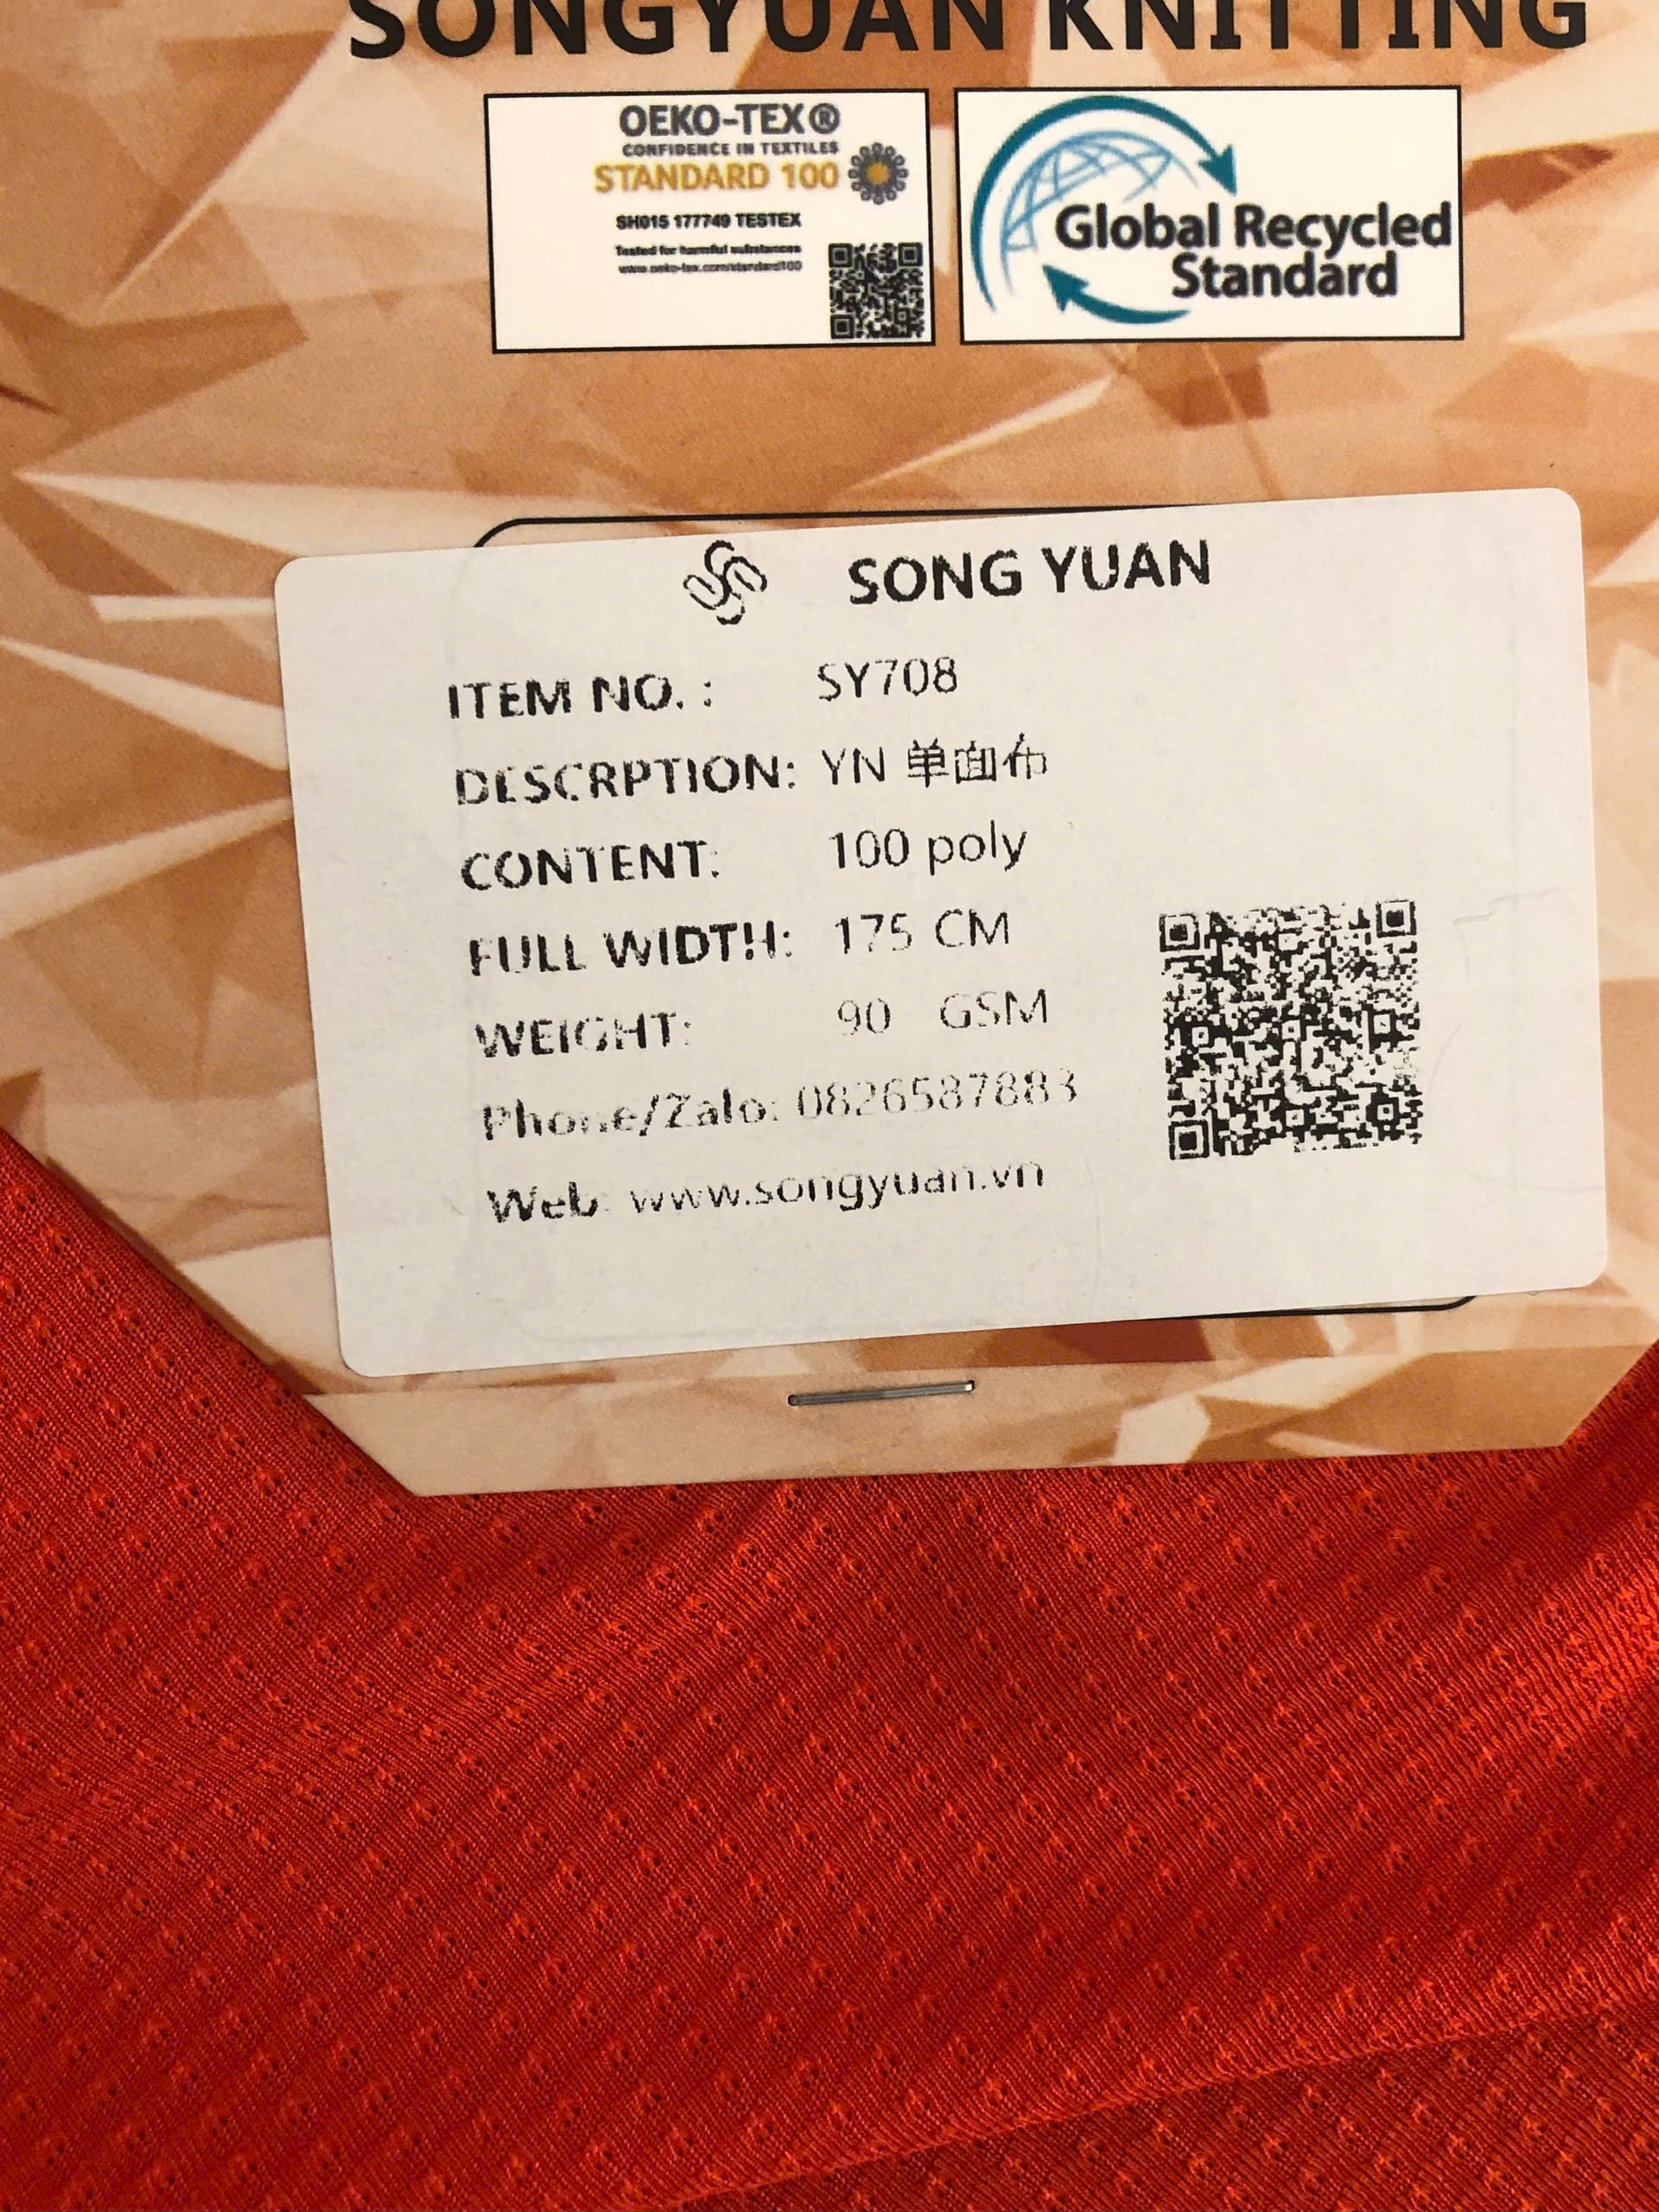 SONGYUAN KNITTING
OEKO-TEX®
CONFIDENCE IN TEXTILES
STANDARD 100
SH015 177749 TESTEX
Tested for harmful substances
www.oeko-tex.com/standard100
Global Recycled
Standard
SONG YUAN
ITEM NO. : SY708
DESCRPTION: YN 单面布
CONTENT: 100 poly
FULL WIDTH: 175 CM
WEIGHT: 90 GSM
Phone/Zalo: 0826587883
Web: www.songyuan.vn